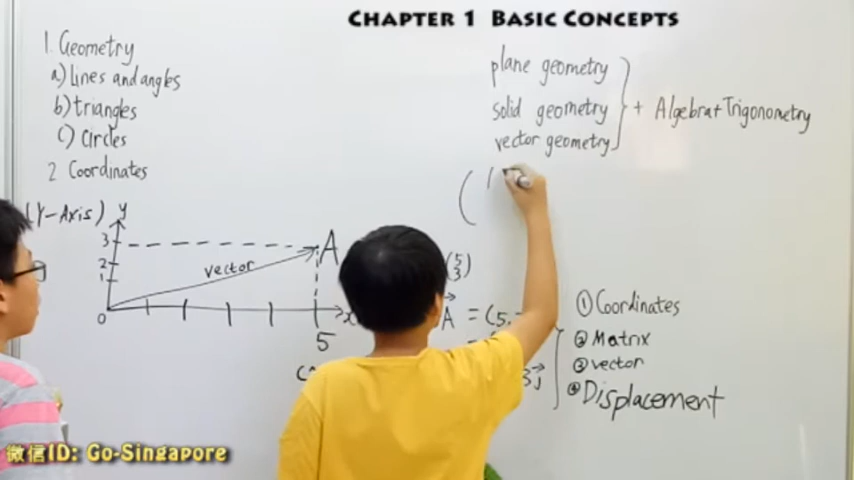 CHAPTER 1 BASIC CONCEPTS
1. Geometry
a) Lines and angles
b) triangles
c) Circles
2 Coordinates
plane geometry
solid geometry
vector geometry
+ Algebra + Trigonometry
(Y-Axis) y
3
2
1
0
5
A
vector
x
( 1
(5
3)
A = (5,
=
3j
① Coordinates
② Matrix
③ vector
④ Displacement
微信ID: Go-Singapore